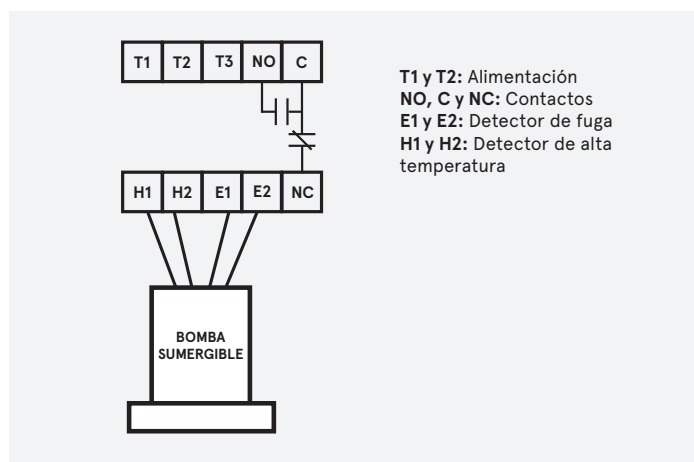 T1 T2 T3 NO C
T1 y T2: Alimentación
NO, C y NC: Contactos
E1 y E2: Detector de fuga
H1 y H2: Detector de alta
temperatura
H1 H2 E1 E2 NC
BOMBA
SUMERGIBLE